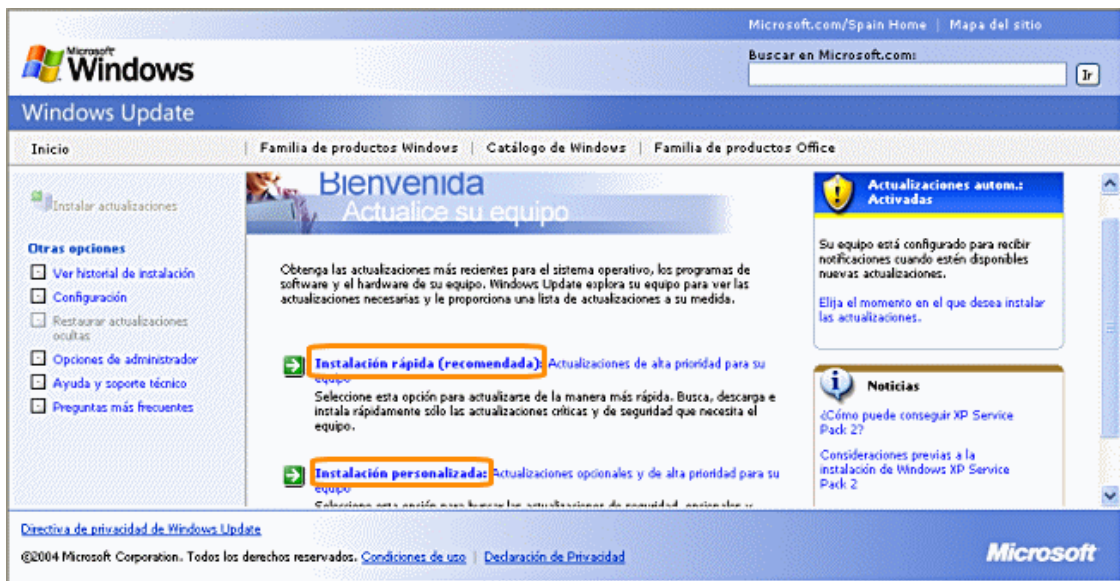 Microsoft.com/Spain Home | Mapa del sitio
Microsoft
Windows
Buscar en Microsoft.com:
Ir
Windows Update
Inicio | Familia de productos Windows | Catálogo de Windows | Familia de productos Office
Instalar actualizaciones
Otras opciones
Ver historial de instalación
Configuración
Restaurar actualizaciones
ocultas
Opciones de administrador
Ayuda y soporte técnico
Preguntas más frecuentes
Bienvenida
Actualice su equipo
Obtenga las actualizaciones más recientes para el sistema operativo, los programas de
software y el hardware de su equipo. Windows Update explora su equipo para ver las
actualizaciones necesarias y le proporciona una lista de actualizaciones a su medida.
Instalación rápida (recomendada): Actualizaciones de alta prioridad para su
equipo
Seleccione esta opción para actualizarse de la manera más rápida. Busca, descarga e
instala rápidamente sólo las actualizaciones críticas y de seguridad que necesita el
equipo.
Instalación personalizada: Actualizaciones opcionales y de alta prioridad para su
equipo
Seleccione esta opción para buscar las actualizaciones de seguridad, opcionales y
Actualizaciones autom.:
Activadas
Su equipo está configurado para recibir
notificaciones cuando estén disponibles
nuevas actualizaciones.
Elija el momento en el que desea instalar
las actualizaciones.
Noticias
¿Cómo puede conseguir XP Service
Pack 2?
Consideraciones previas a la
instalación de Windows XP Service
Pack 2
Directiva de privacidad de Windows Update
©2004 Microsoft Corporation. Todos los derechos reservados. Condiciones de uso | Declaración de Privacidad
Microsoft